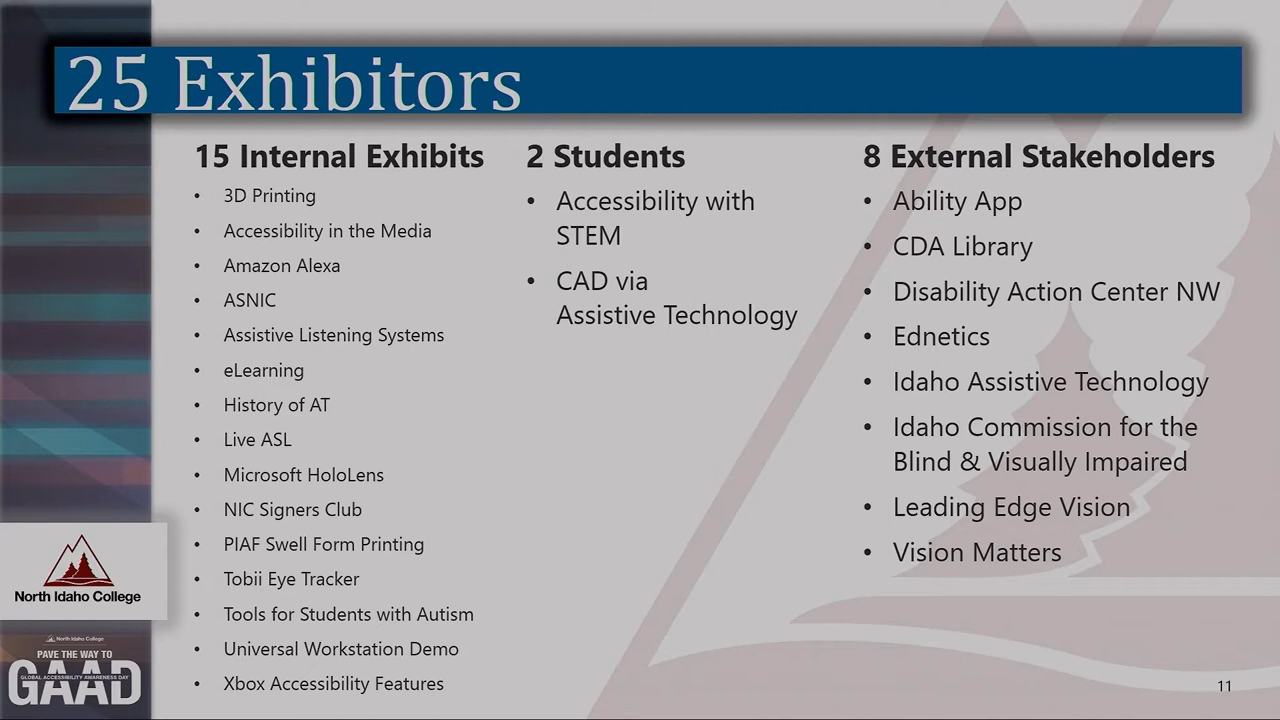 25 Exhibitors
15 Internal Exhibits
• 3D Printing
• Accessibility in the Media
• Amazon Alexa
• ASNIC
• Assistive Listening Systems
• eLearning
• History of AT
• Live ASL
• Microsoft HoloLens
• NIC Signers Club
• PIAF Swell Form Printing
• Tobii Eye Tracker
• Tools for Students with Autism
• Universal Workstation Demo
• Xbox Accessibility Features
2 Students
• Accessibility with
STEM
• CAD via
Assistive Technology
8 External Stakeholders
• Ability App
• CDA Library
• Disability Action Center NW
• Ednetics
• Idaho Assistive Technology
• Idaho Commission for the
Blind & Visually Impaired
• Leading Edge Vision
• Vision Matters
North Idaho College
North Idaho College
PAVE THE WAY TO
GAAD
GLOBAL ACCESSIBILITY AWARENESS DAY
11